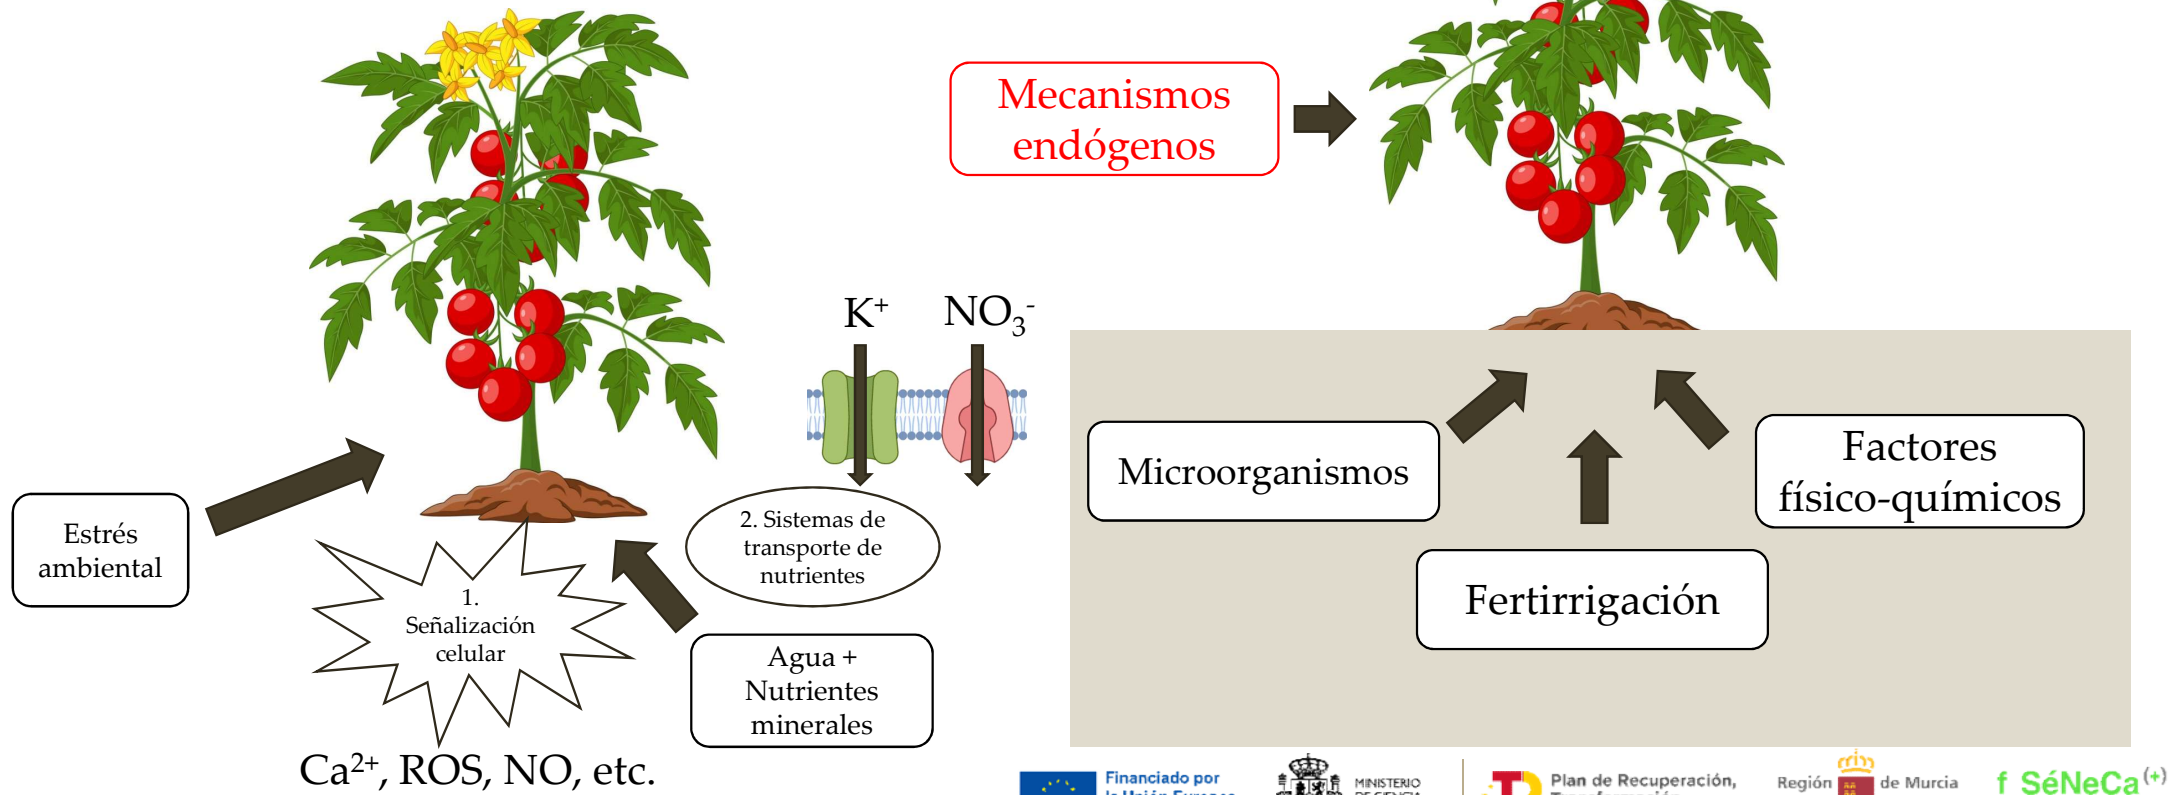 Mecanismos
endógenos
K⁺
NO₃⁻
Estrés
ambiental
1.
Señalización
celular
2. Sistemas de
transporte de
nutrientes
Agua +
Nutrientes
minerales
Ca²⁺, ROS, NO, etc.
Microorganismos
Factores
físico-químicos
Fertirrigación
Financiado por
MINISTERIO
Plan de Recuperación,
Región de Murcia
f SéNeCa(+)